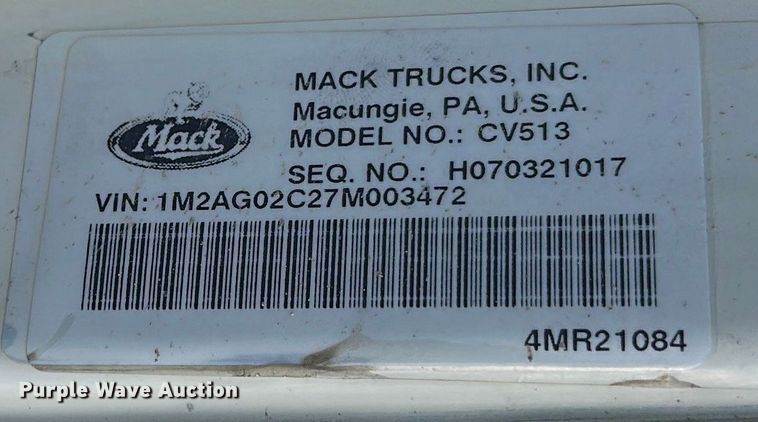 MACK TRUCKS, INC.
Macungie, PA, U.S.A.
Mack
MODEL NO.: CV513
SEQ. NO.: H070321017
VIN: 1M2AG02C27M003472
4MR21084
Purple Wave Auction